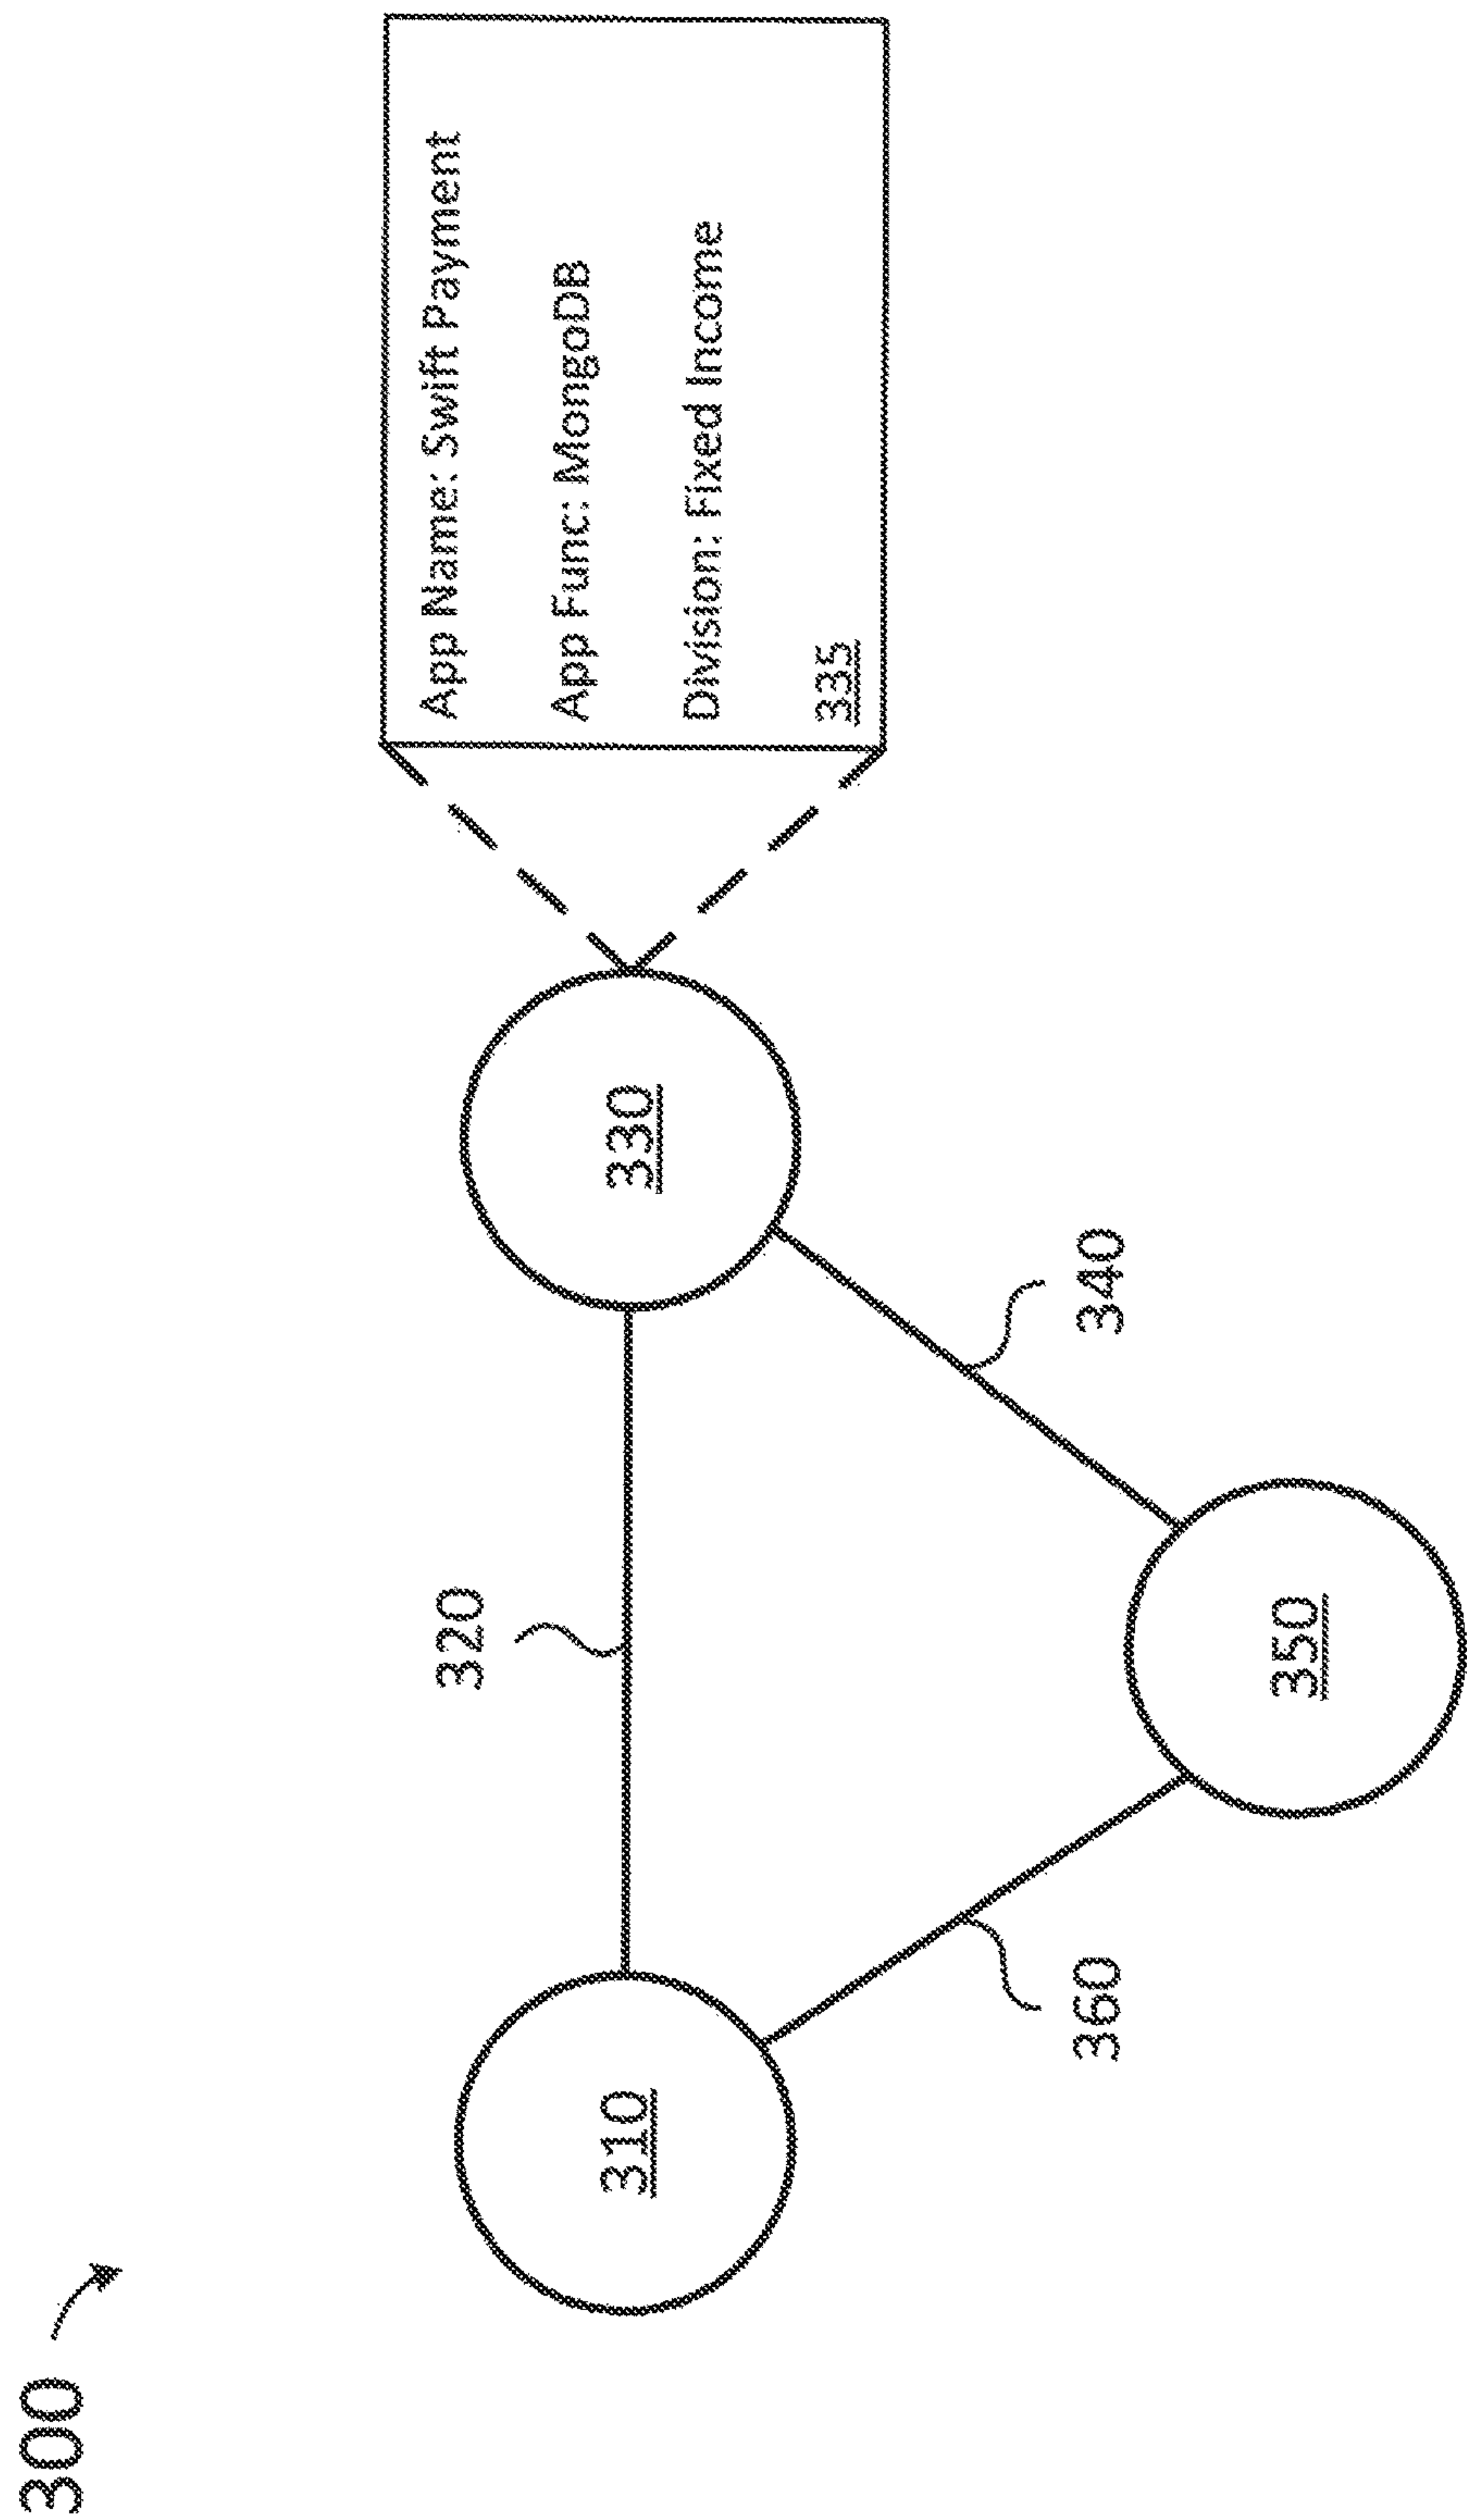 300
App Name: Swift Payment
App Func: MongoDB
Division: Fixed Income
335
320
310
330
360
340
350